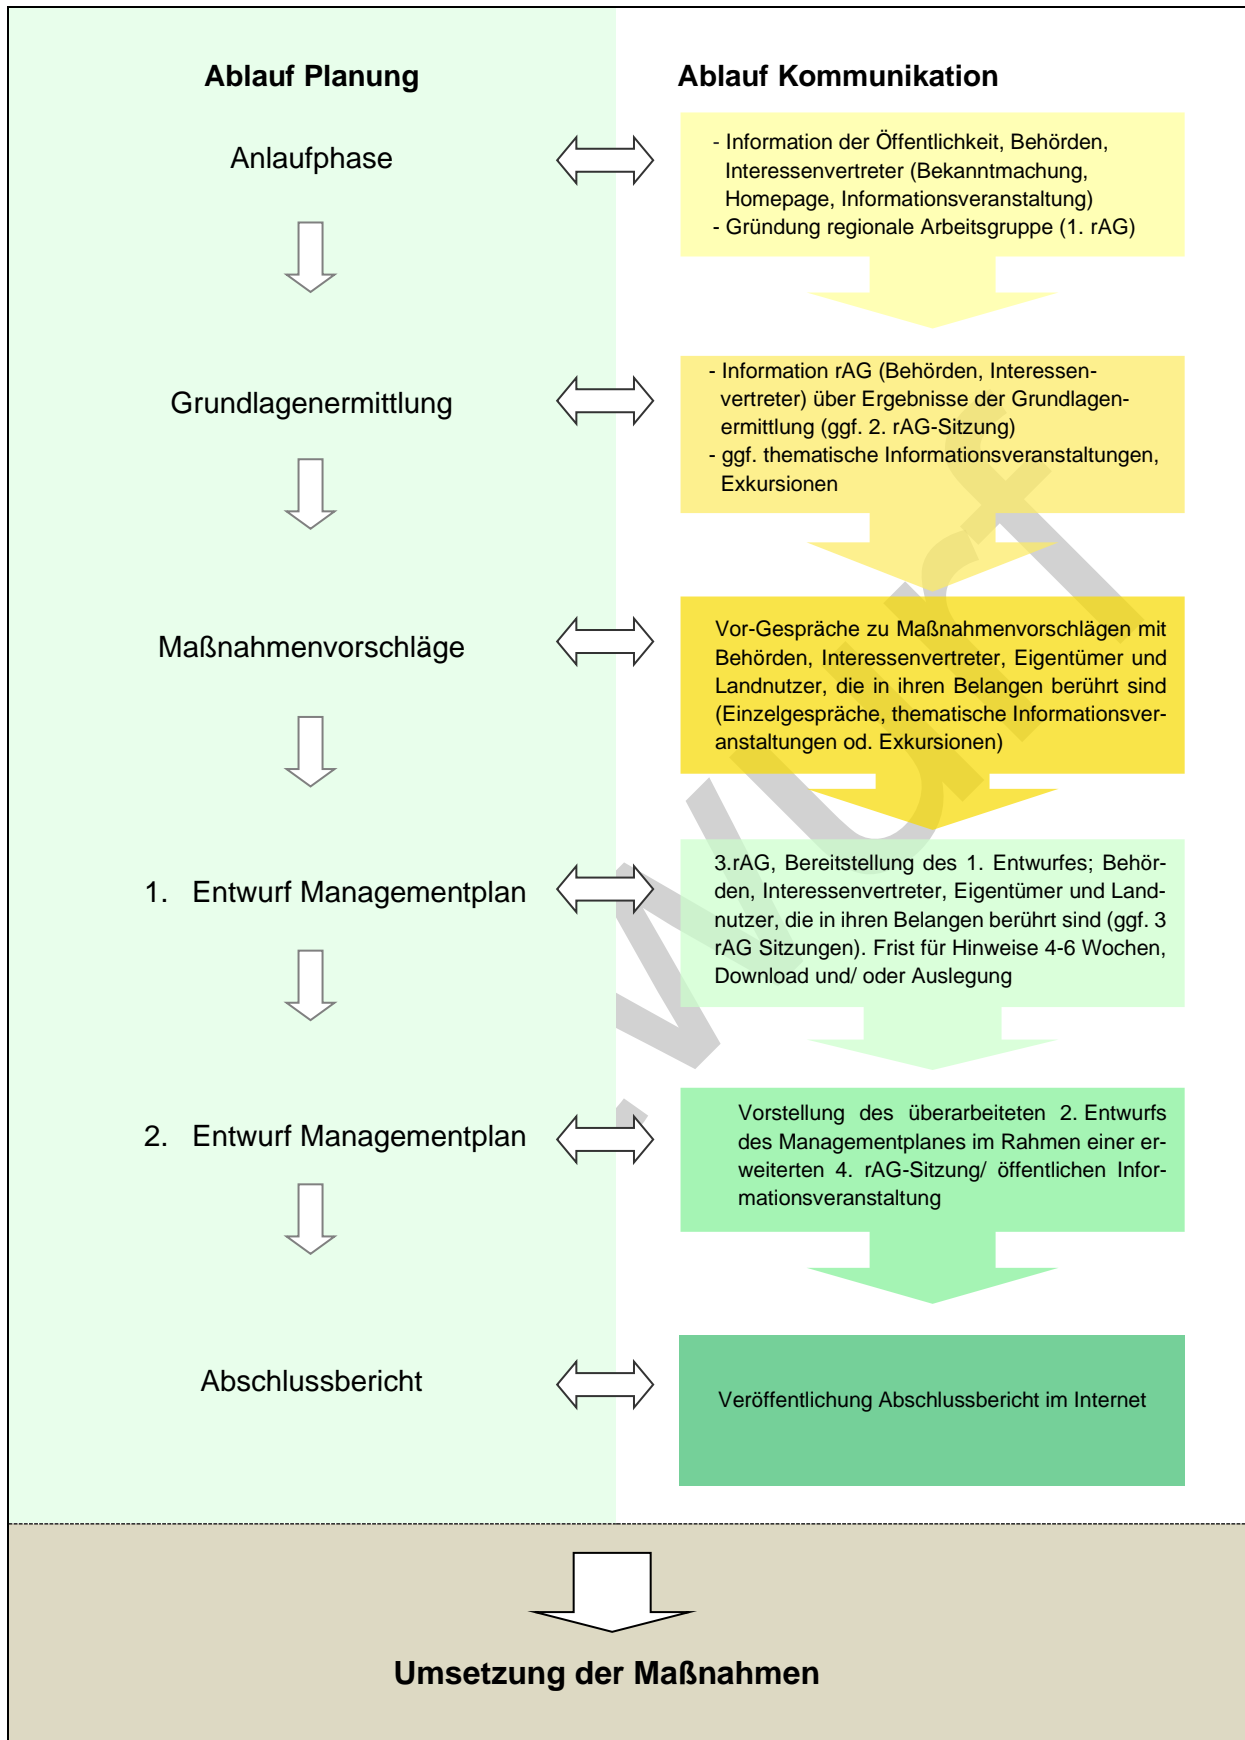 Ablauf Planung
Ablauf Kommunikation
Anlaufphase
- Information der Öffentlichkeit, Behörden,
Interessenvertreter (Bekanntmachung,
Homepage, Informationsveranstaltung)
- Gründung regionale Arbeitsgruppe (1. rAG)
Grundlagenermittlung
- Information rAG (Behörden, Interessen-
vertreter) über Ergebnisse der Grundlagen-
ermittlung (ggf. 2. rAG-Sitzung)
- ggf. thematische Informationsveranstaltungen,
Exkursionen
Maßnahmenvorschläge
Vor-Gespräche zu Maßnahmenvorschlägen mit
Behörden, Interessenvertreter, Eigentümer und
Landnutzer, die in ihren Belangen berührt sind
(Einzelgespräche, thematische Informationsver-
anstaltungen od. Exkursionen)
1. Entwurf Managementplan
3.rAG, Bereitstellung des 1. Entwurfes; Behör-
den, Interessenvertreter, Eigentümer und Land-
nutzer, die in ihren Belangen berührt sind (ggf. 3
rAG Sitzungen). Frist für Hinweise 4-6 Wochen,
Download und/ oder Auslegung
2. Entwurf Managementplan
Vorstellung des überarbeiteten 2. Entwurfs
des Managementplanes im Rahmen einer er-
weiterten 4. rAG-Sitzung/ öffentlichen Infor-
mationsveranstaltung
Abschlussbericht
Veröffentlichung Abschlussbericht im Internet
Umsetzung der Maßnahmen